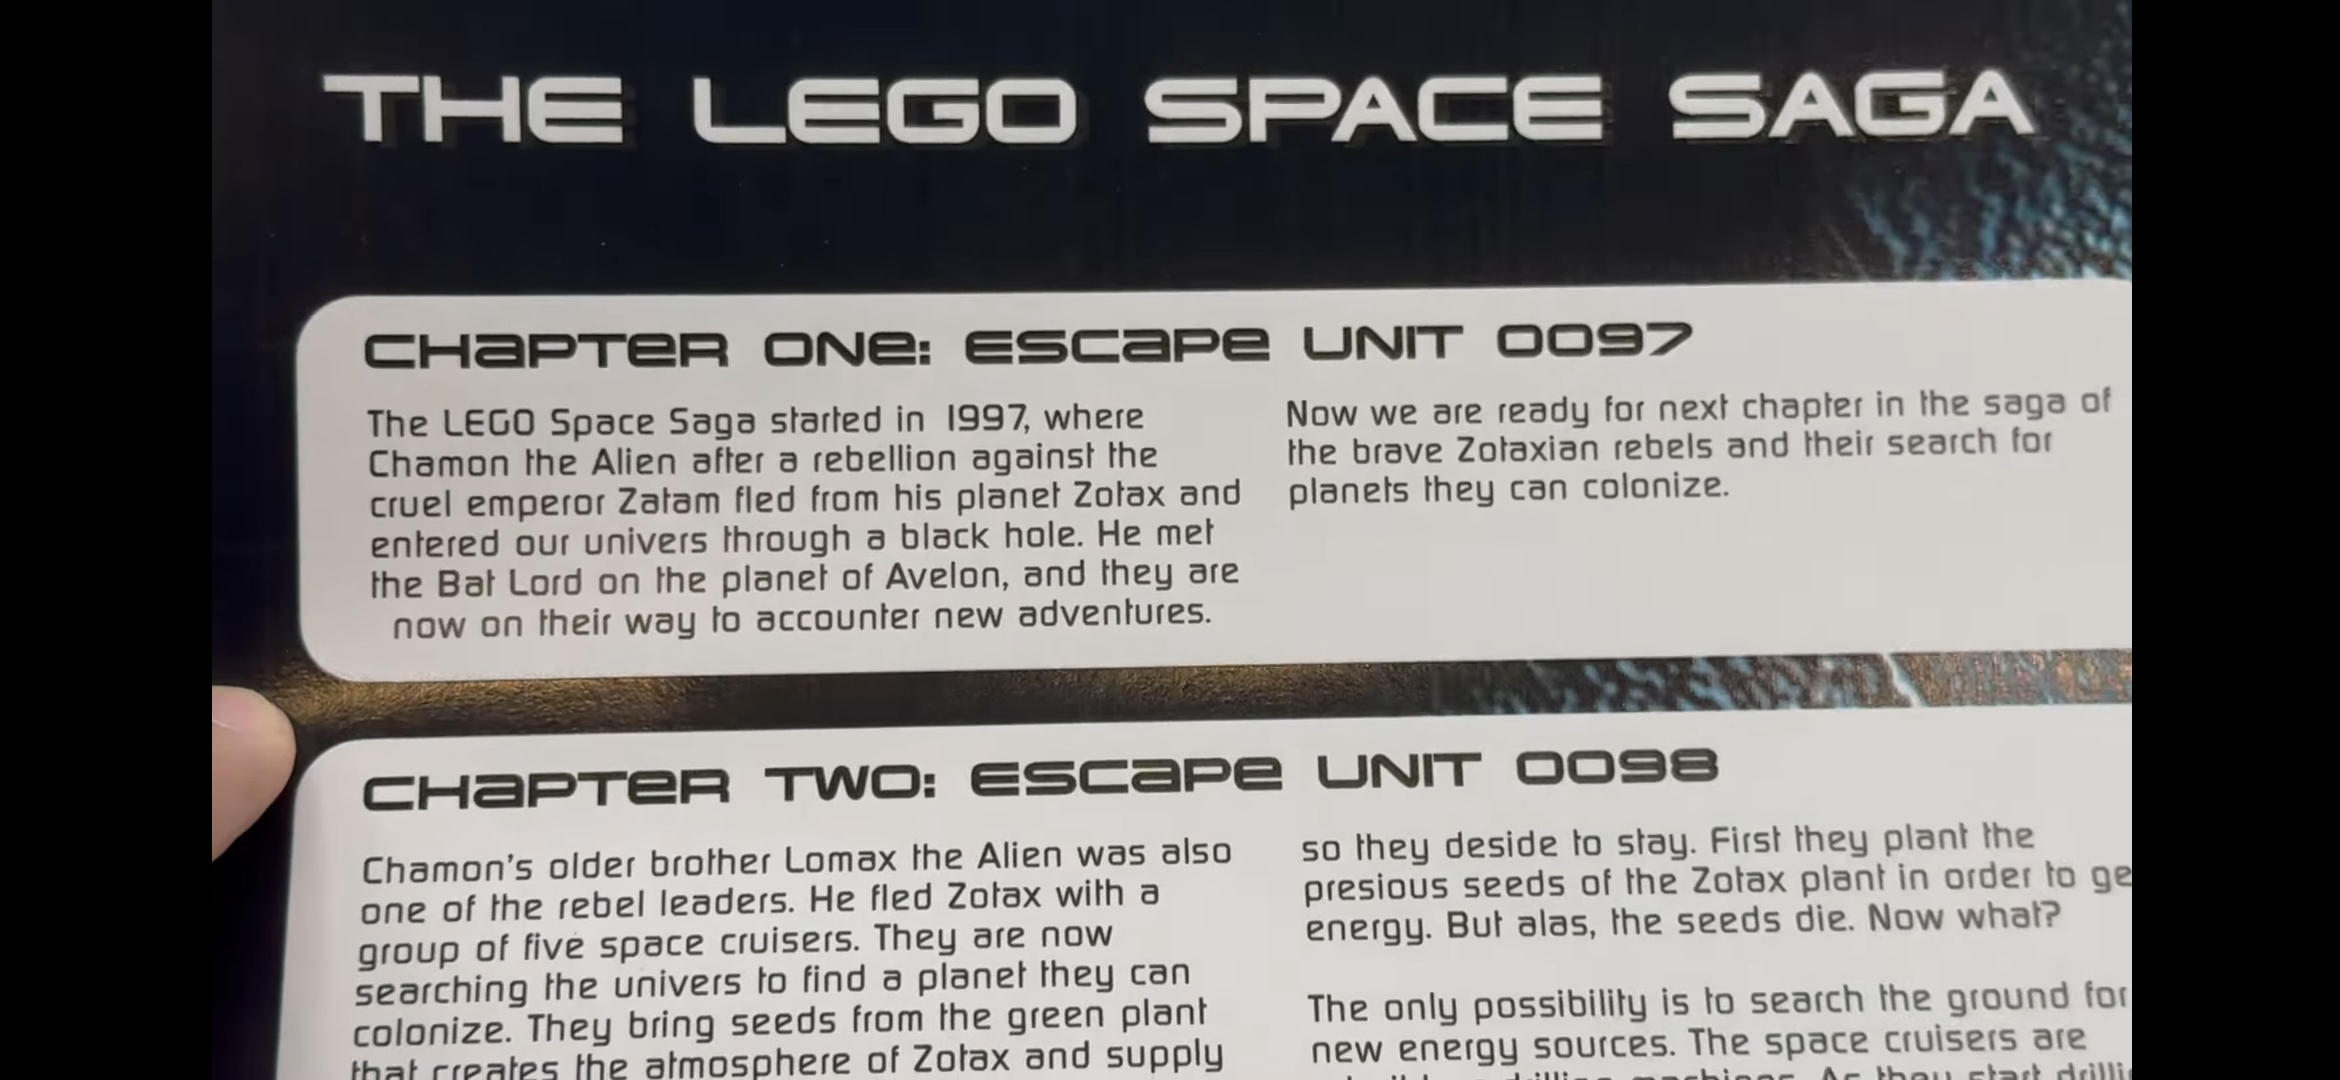 THE LEGO SPACE SAGA
CHAPTER ONE: ESCAPE UNIT 0097
The LEGO Space Saga started in 1997, where
Chamon the Alien after a rebellion against the
cruel emperor Zatam fled from his planet Zotax and
entered our univers through a black hole. He met
the Bat Lord on the planet of Avelon, and they are
now on their way to accounter new adventures.
Now we are ready for next chapter in the saga of
the brave Zotaxian rebels and their search for
planets they can colonize.
CHAPTER TWO: ESCAPE UNIT 0098
Chamon's older brother Lomax the Alien was also
one of the rebel leaders. He fled Zotax with a
group of five space cruisers. They are now
searching the univers to find a planet they can
colonize. They bring seeds from the green plant
that creates the atmosphere of Zotax and supply
so they deside to stay. First they plant the
presious seeds of the Zotax plant in order to ge
energy. But alas, the seeds die. Now what?
The only possibility is to search the ground for
new energy sources. The space cruisers are
machines. As they start drilli